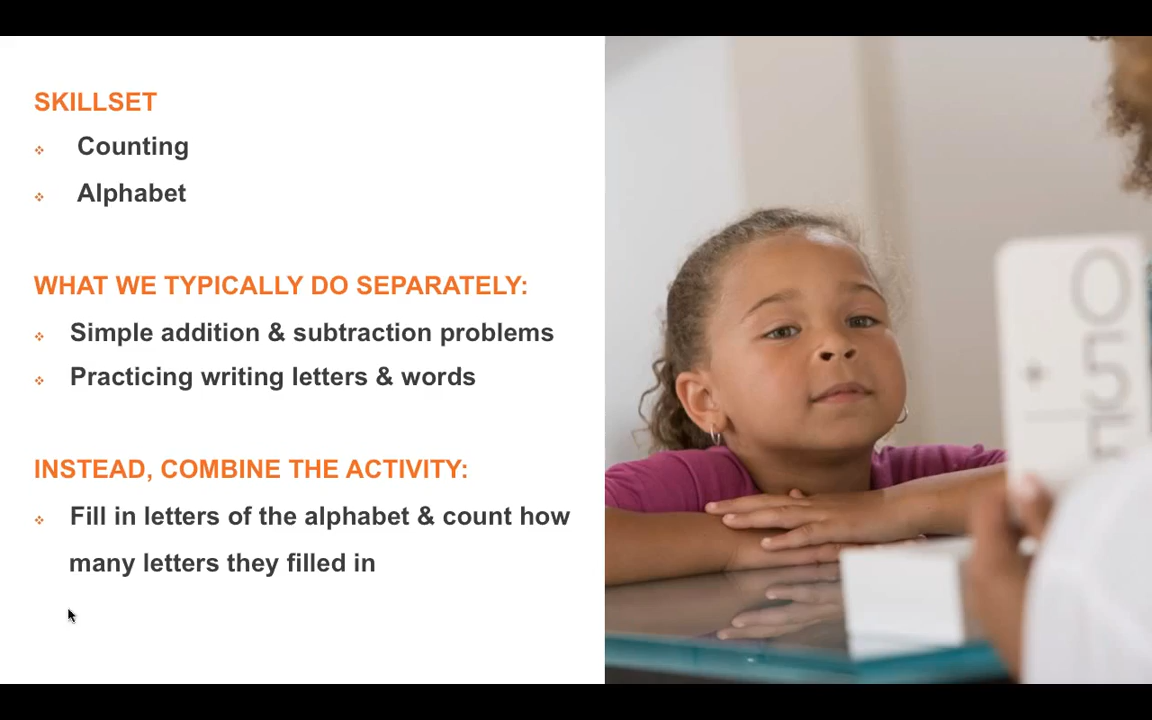 SKILLSET
Counting
Alphabet
WHAT WE TYPICALLY DO SEPARATELY:
Simple addition & subtraction problems
Practicing writing letters & words
INSTEAD, COMBINE THE ACTIVITY:
Fill in letters of the alphabet & count how
many letters they filled in